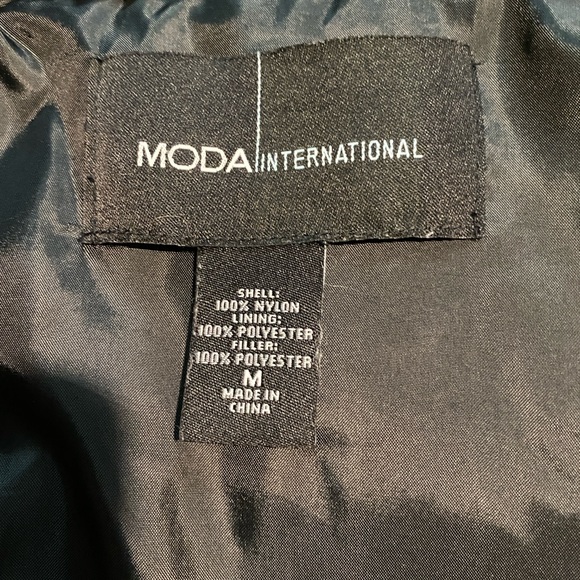 MODA INTERNATIONAL
SHELL:
100% NYLON
LINING:
100% POLYESTER
FILLER:
100% POLYESTER
M
MADE IN
CHINA